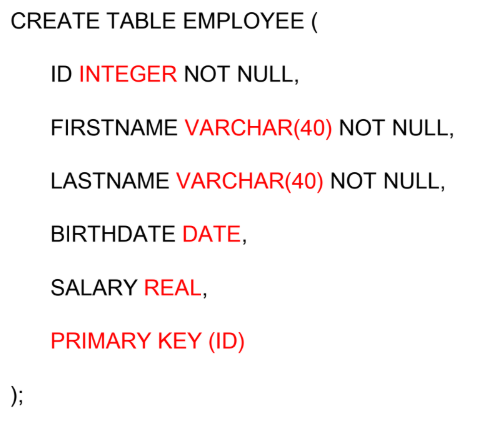 CREATE TABLE EMPLOYEE (
ID INTEGER NOT NULL,
FIRSTNAME VARCHAR(40) NOT NULL,
LASTNAME VARCHAR(40) NOT NULL,
BIRTHDATE DATE,
SALARY REAL,
PRIMARY KEY (ID)
);